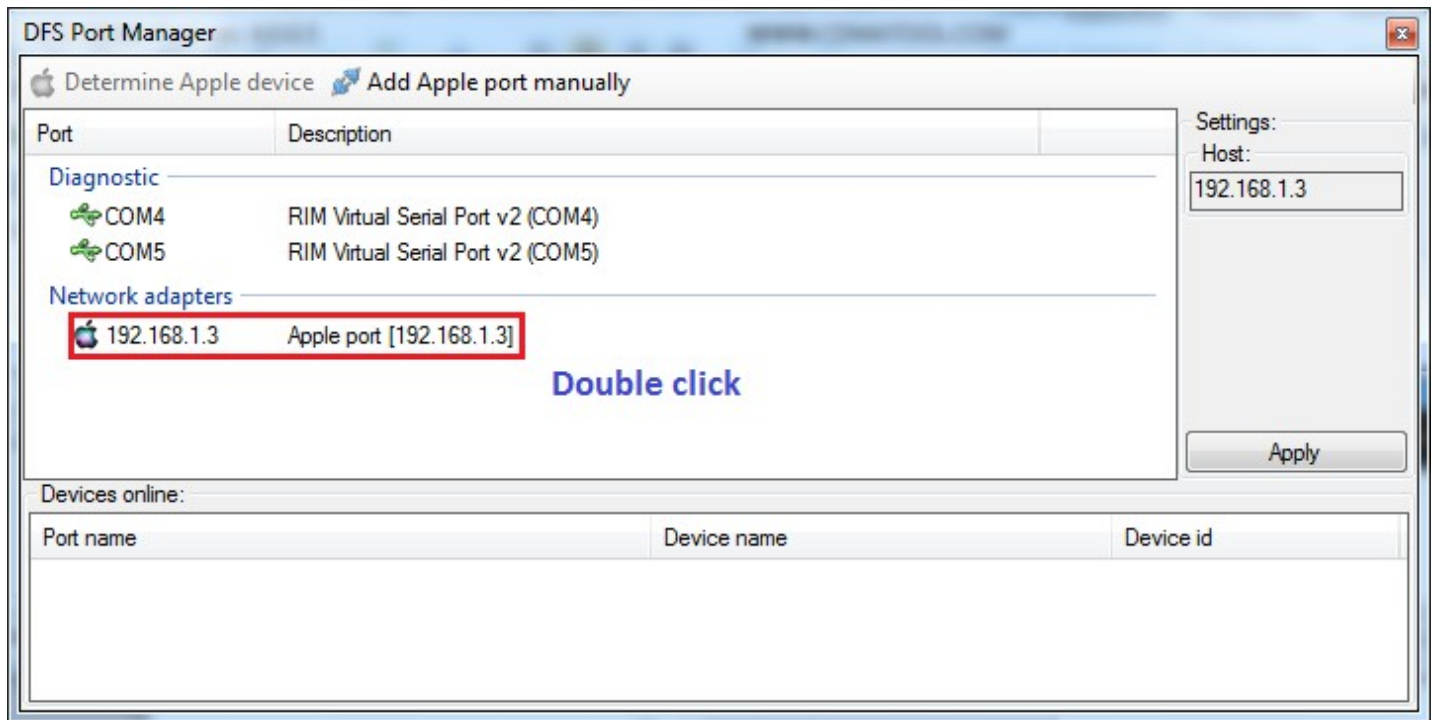 DFS Port Manager
Determine Apple device Add Apple port manually
Port Description
Settings:
Host:
192.168.1.3
Diagnostic
COM4 RIM Virtual Serial Port v2 (COM4)
COM5 RIM Virtual Serial Port v2 (COM5)
Network adapters
192.168.1.3 Apple port [192.168.1.3]
Double click
Apply
Devices online:
Port name Device name Device id